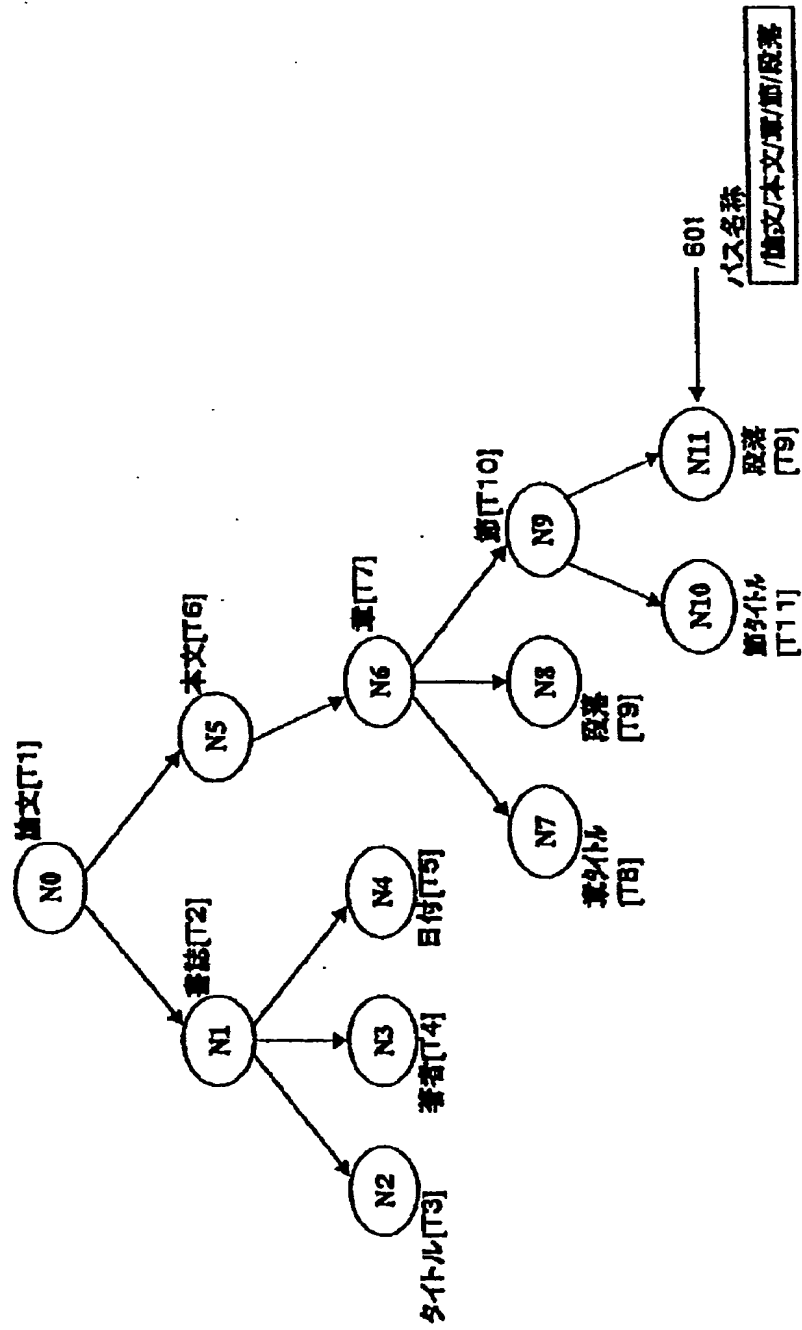 論文[T1]
N0
書誌[T2]
N1
本文[T6]
N5
タイトル[T3]
N2
著者[T4]
N3
日付[T5]
N4
章[T7]
N6
章タイトル
[T8]
N7
段落
[T9]
N8
節[T10]
N9
節タイトル
[T11]
N10
段落
[T9]
N11
601
パス名称
/論文/本文/章/節/段落